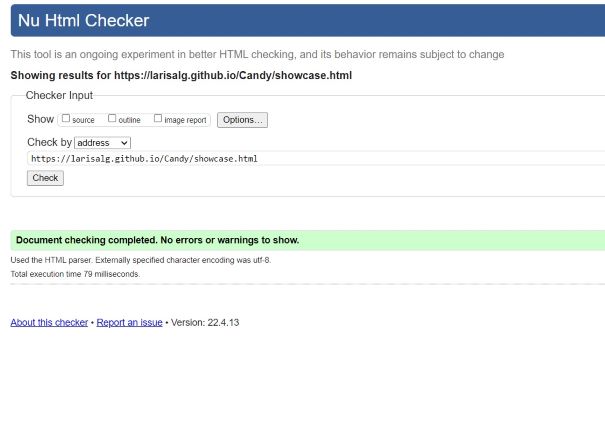 Nu Html Checker
This tool is an ongoing experiment in better HTML checking, and its behavior remains subject to change
Showing results for https://larisalg.github.io/Candy/showcase.html
Checker Input
Show source outline image report Options...
Check by address
https://larisalg.github.io/Candy/showcase.html
Check
Document checking completed. No errors or warnings to show.
Used the HTML parser. Externally specified character encoding was utf-8.
Total execution time 79 milliseconds.
About this checker • Report an issue • Version: 22.4.13